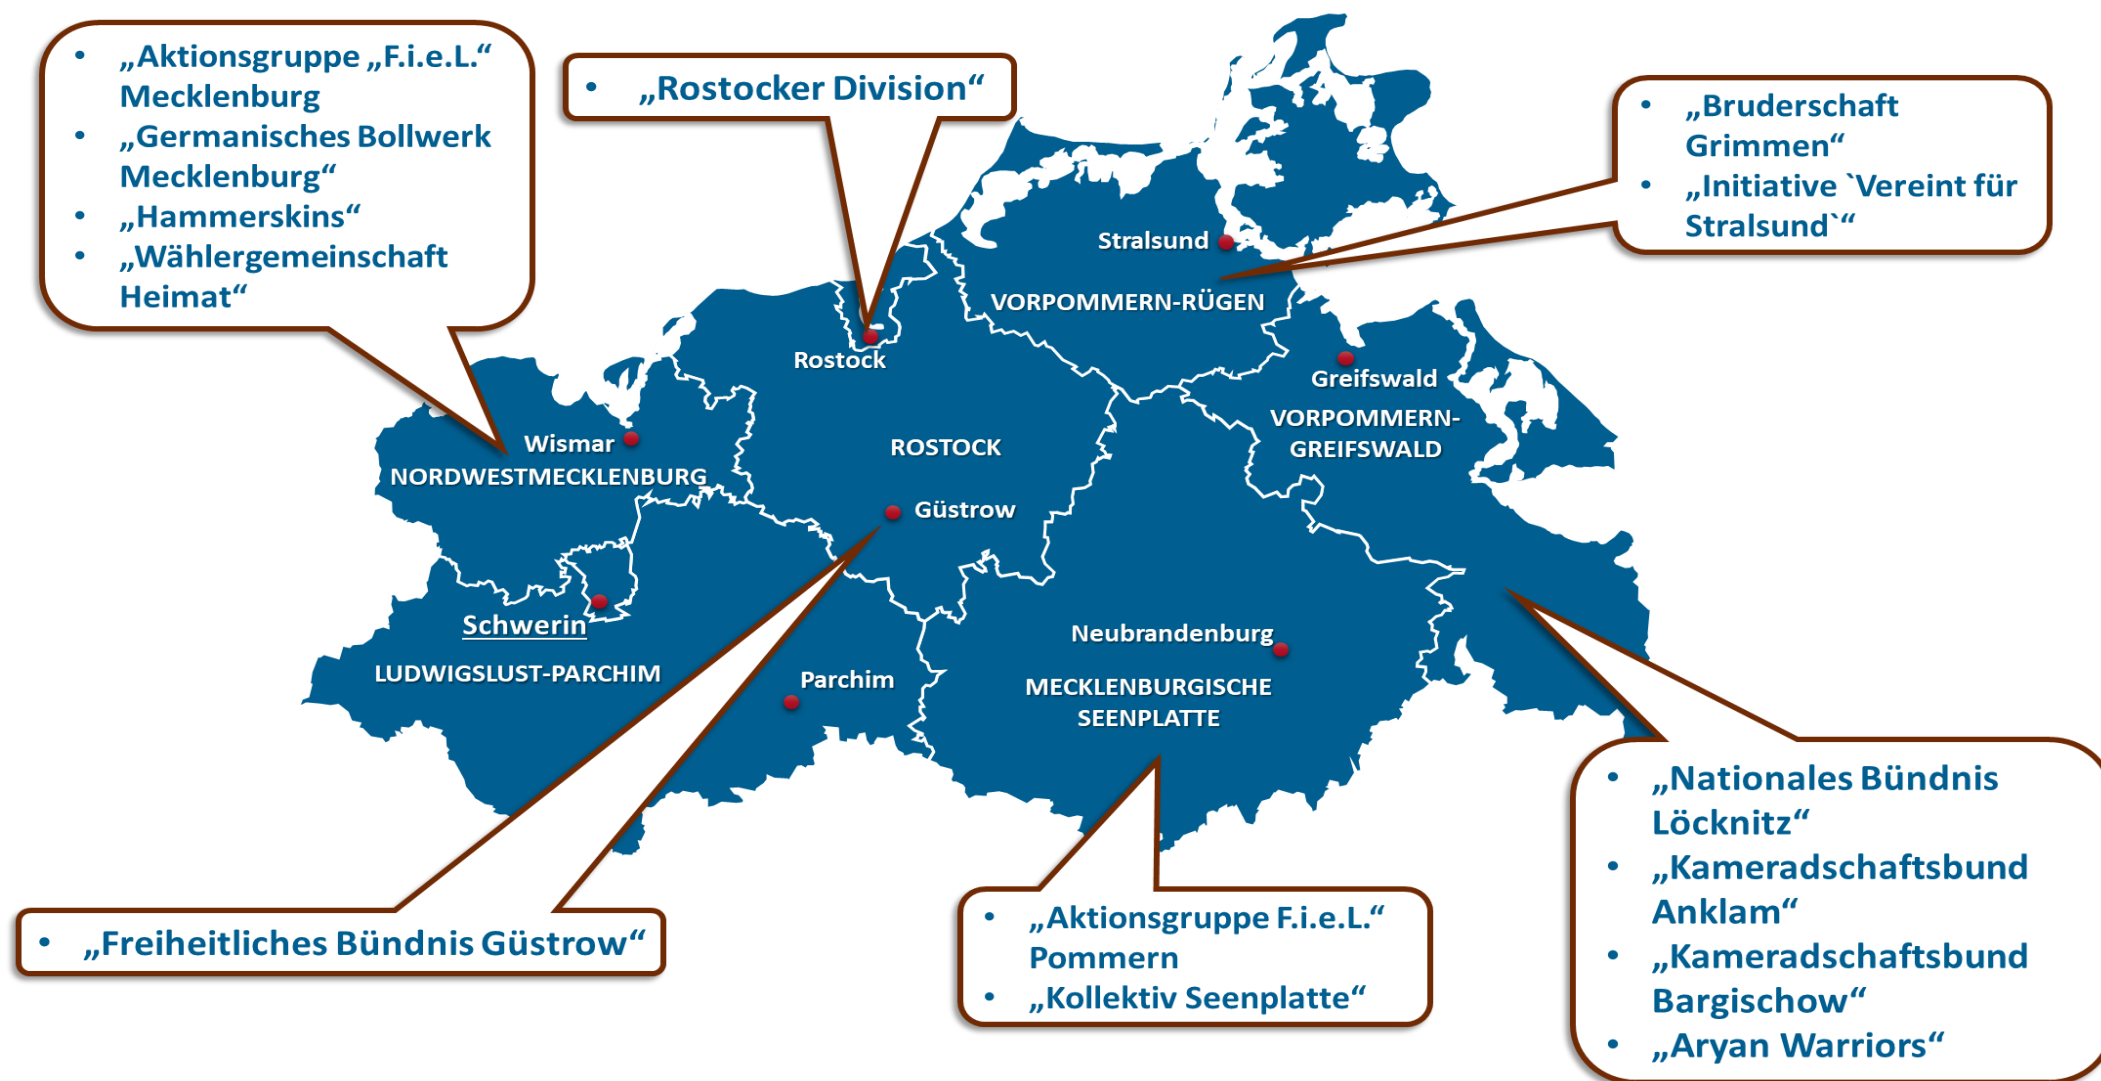 • „Aktionsgruppe „F.i.e.L.“
Mecklenburg
• „Germanisches Bollwerk
Mecklenburg“
• „Hammerskins“
• „Wählergemeinschaft
Heimat“
• „Rostocker Division“
• „Bruderschaft
Grimmen“
• „Initiative `Vereint für
Stralsund`“
Stralsund
VORPOMMERN-RÜGEN
Rostock
Greifswald
VORPOMMERN-
GREIFSWALD
Wismar
NORDWESTMECKLENBURG
ROSTOCK
Güstrow
Schwerin
LUDWIGSLUST-PARCHIM
Parchim
Neubrandenburg
MECKLENBURGISCHE
SEENPLATTE
• „Freiheitliches Bündnis Güstrow“
• „Aktionsgruppe F.i.e.L.“
Pommern
• „Kollektiv Seenplatte“
• „Nationales Bündnis
Löcknitz“
• „Kameradschaftsbund
Anklam“
• „Kameradschaftsbund
Bargischow“
• „Aryan Warriors“